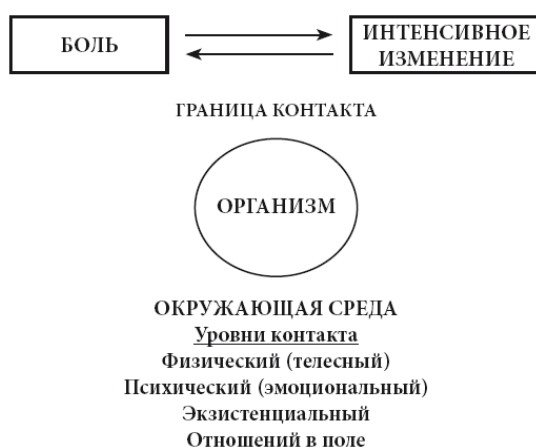 БОЛЬ
ИНТЕНСИВНОЕ
ИЗМЕНЕНИЕ
ГРАНИЦА КОНТАКТА
ОРГАНИЗМ
ОКРУЖАЮЩАЯ СРЕДА
Уровни контакта
Физический (телесный)
Психический (эмоциональный)
Экзистенциальный
Отношений в поле